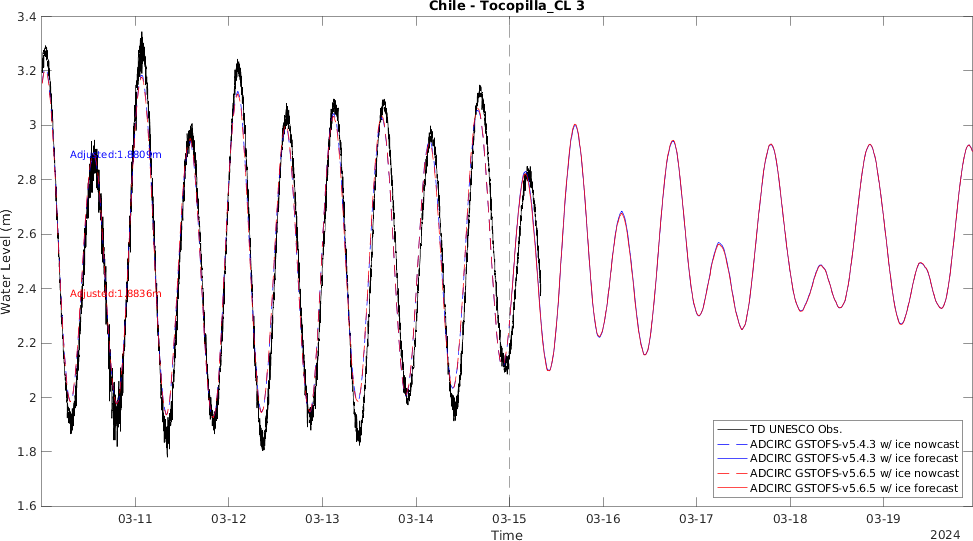 Chile - Tocopilla_CL 3
3.4
3.2
3
2.8
2.6
2.4
2.2
2
1.8
1.6
Water Level (m)
Adjusted:1.8809m
Adjusted:1.8836m
TD UNESCO Obs.
ADCIRC GSTOFS-v5.4.3 w/ ice nowcast
ADCIRC GSTOFS-v5.4.3 w/ ice forecast
ADCIRC GSTOFS-v5.6.5 w/ ice nowcast
ADCIRC GSTOFS-v5.6.5 w/ ice forecast
03-11 03-12 03-13 03-14 03-15 03-16 03-17 03-18 03-19
Time
2024